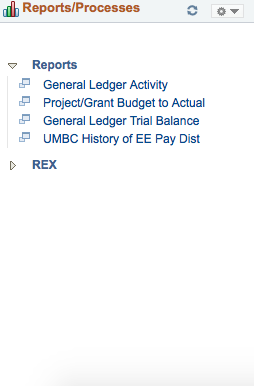 Reports/Processes
Reports
General Ledger Activity
Project/Grant Budget to Actual
General Ledger Trial Balance
UMBC History of EE Pay Dist
REX